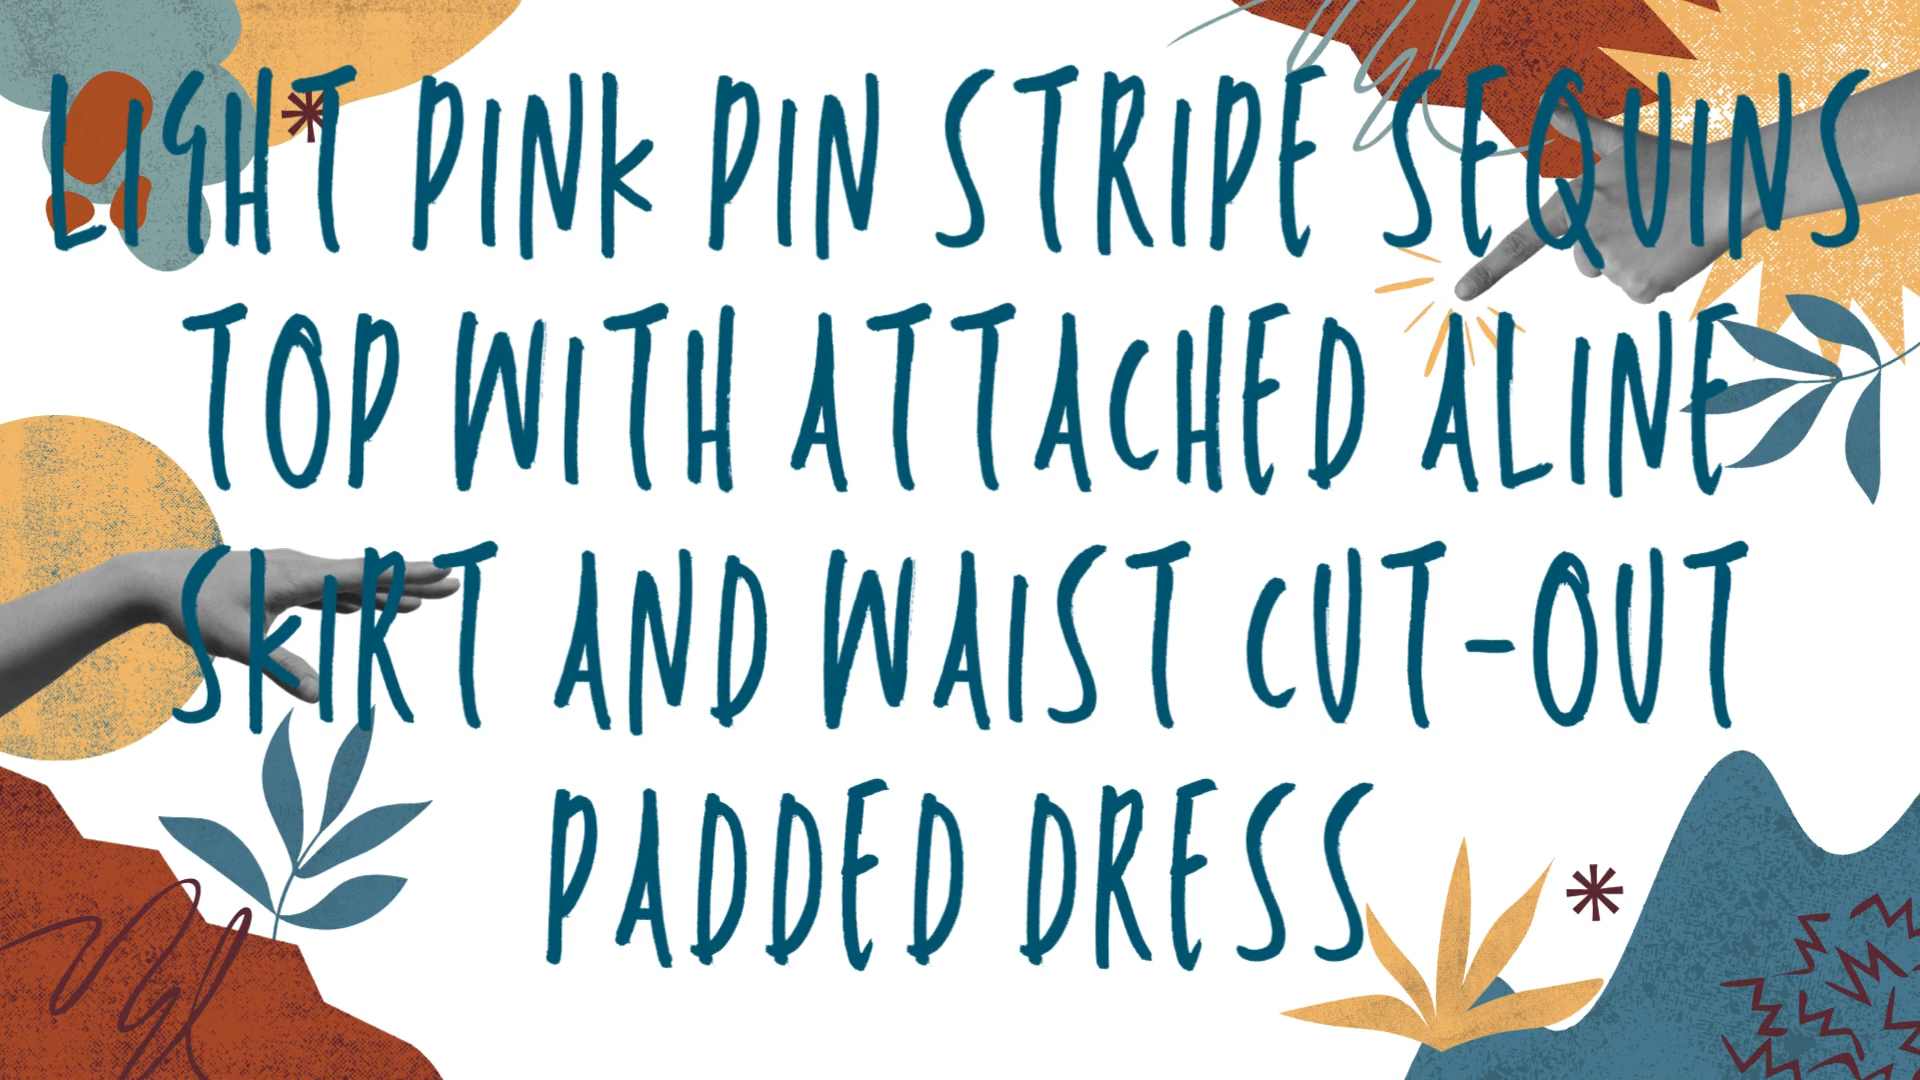 LIGHT PINK PIN STRIPE SEQUINS
TOP WITH ATTACHED ALINE
SKIRT AND WAIST CUT-OUT
PADDED DRESS